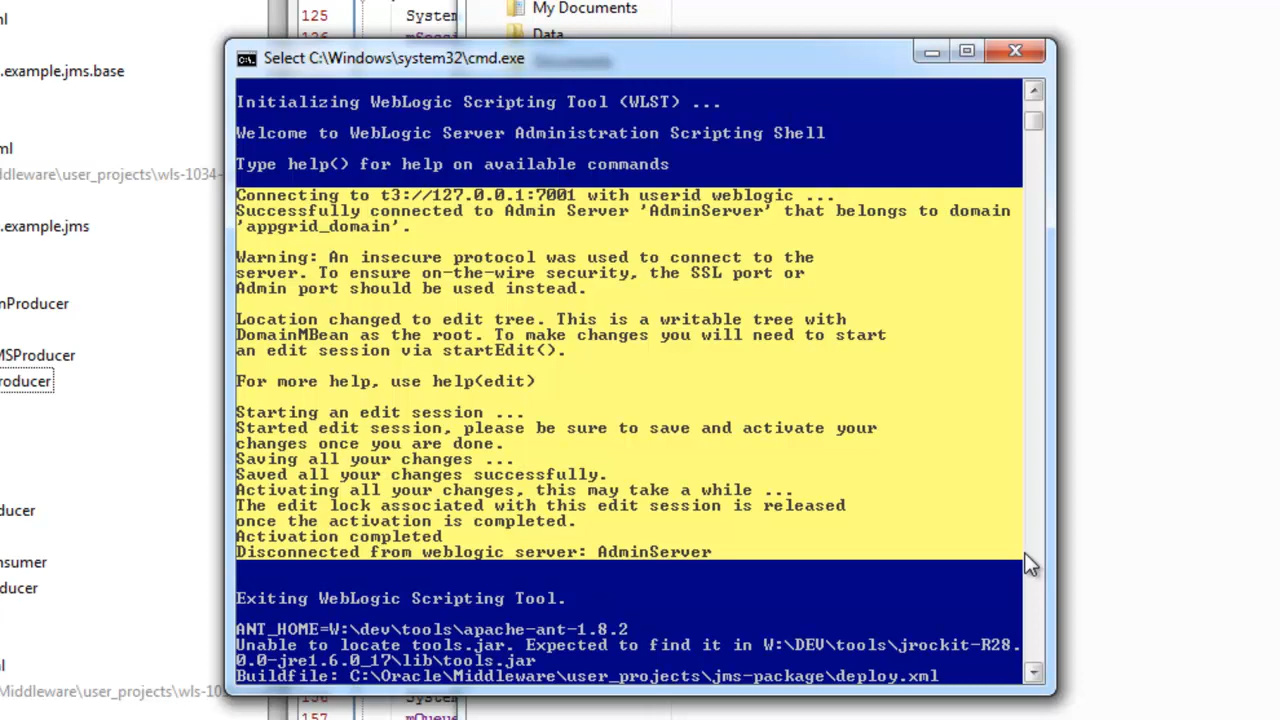 ml
.example.jms.base
ml
ddleware\user_projects\wls-1034-
.example.jms
nProducer
MSProducer
roducer
ducer
nsumer
oducer
ml
Middleware\user_projects\wls-10
125
System
My Documents
Data
Documents
Select C:\Windows\system32\cmd.exe
Initializing WebLogic Scripting Tool (WLST) ...
Welcome to WebLogic Server Administration Scripting Shell
Type help() for help on available commands
Connecting to t3://127.0.0.1:7001 with userid weblogic ...
Successfully connected to Admin Server 'AdminServer' that belongs to domain
'appgrid_domain'.
Warning: An insecure protocol was used to connect to the
server. To ensure on-the-wire security, the SSL port or
Admin port should be used instead.
Location changed to edit tree. This is a writable tree with
DomainMBean as the root. To make changes you will need to start
an edit session via startEdit().
For more help, use help(edit)
Starting an edit session ...
Started edit session, please be sure to save and activate your
changes once you are done.
Saving all your changes ...
Saved all your changes successfully.
Activating all your changes, this may take a while ...
The edit lock associated with this edit session is released
once the activation is completed.
Activation completed
Disconnected from weblogic server: AdminServer
Exiting WebLogic Scripting Tool.
ANT_HOME=W:\dev\tools\apache-ant-1.8.2
Unable to locate tools.jar. Expected to find it in W:\DEV\tools\jrockit-R28.
0.0-jre1.6.0_17\lib\tools.jar
Buildfile: C:\Oracle\Middleware\user_projects\jms-package\deploy.xml
157
mQueue